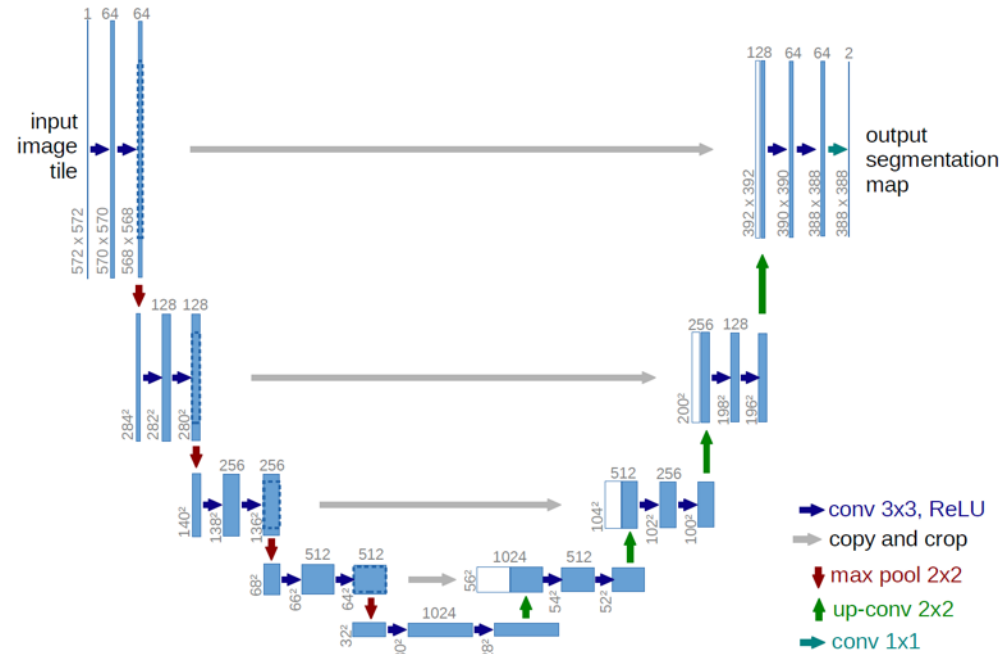 1 64 64
128 64 64 2
input
image
tile
output
segmentation
map
572 x 572
570 x 570
568 x 568
392 x 392
390 x 390
388 x 388
388 x 388
128 128
256 128
284²
282²
280²
200²
198²
196²
256 256
512 256
140²
138²
136²
104²
102²
100²
conv 3x3, ReLU
copy and crop
max pool 2x2
up-conv 2x2
conv 1x1
512 512
1024 512
68²
66²
64²
56²
54²
52²
1024
32²